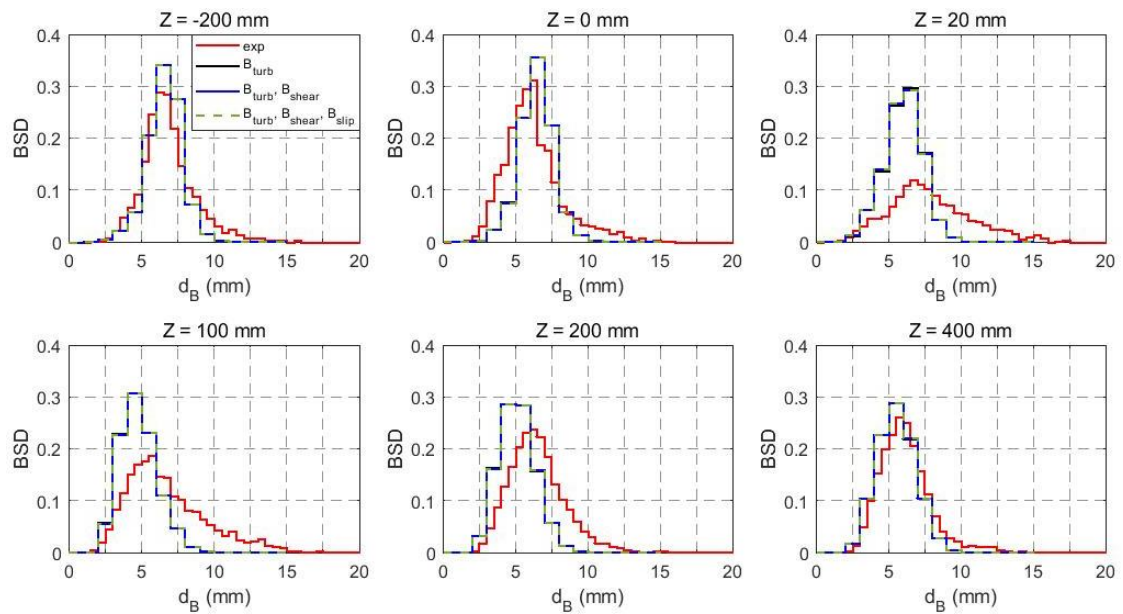 Z = -200 mm
Z = 0 mm
Z = 20 mm
0.4
0.3
0.2
0.1
0
BSD
exp
B_turb
B_turb, B_shear
B_turb, B_shear, B_slip
0 5 10 15 20
d_B (mm)
0.4
0.3
0.2
0.1
0
BSD
0 5 10 15 20
d_B (mm)
0.4
0.3
0.2
0.1
0
BSD
0 5 10 15 20
d_B (mm)
Z = 100 mm
Z = 200 mm
Z = 400 mm
0.4
0.3
0.2
0.1
0
BSD
0 5 10 15 20
d_B (mm)
0.4
0.3
0.2
0.1
0
BSD
0 5 10 15 20
d_B (mm)
0.4
0.3
0.2
0.1
0
BSD
0 5 10 15 20
d_B (mm)